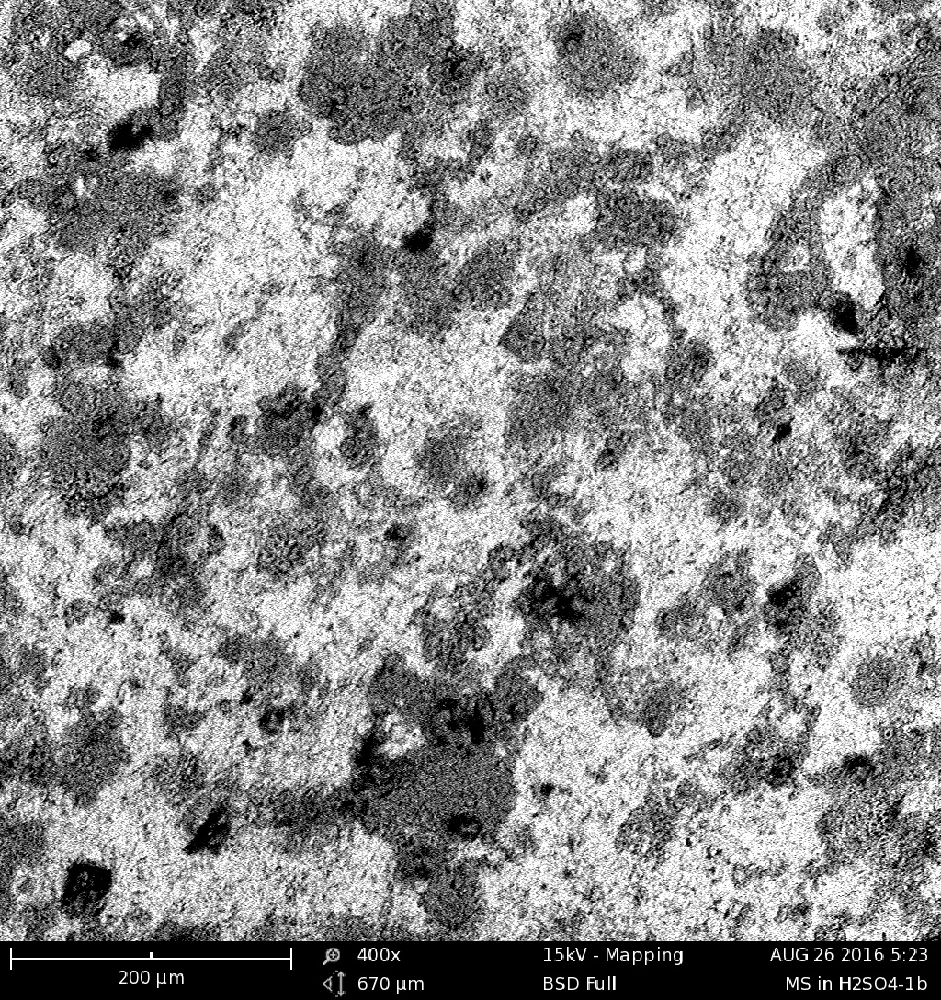 400x 15kV - Mapping AUG 26 2016 5:23
200 µm 670 µm BSD Full MS in H2SO4-1b